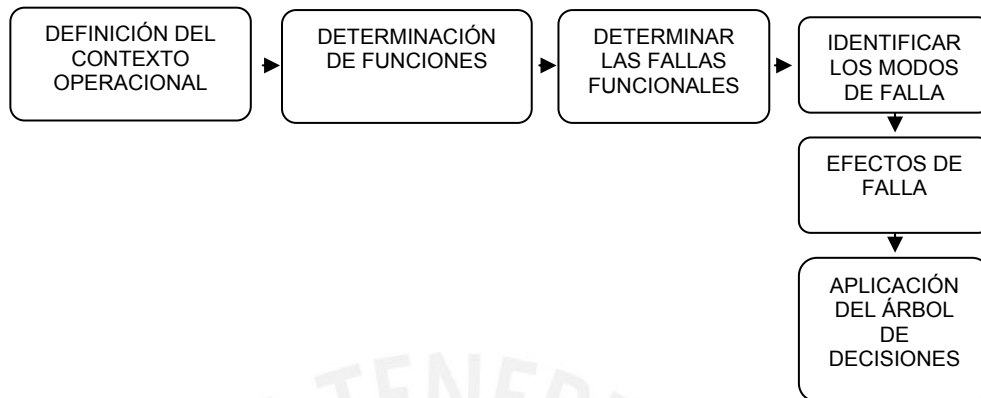 DEFINICIÓN DEL
CONTEXTO
OPERACIONAL
DETERMINACIÓN
DE FUNCIONES
DETERMINAR
LAS FALLAS
FUNCIONALES
IDENTIFICAR
LOS MODOS
DE FALLA
EFECTOS DE
FALLA
APLICACIÓN
DEL ÁRBOL
DE
DECISIONES